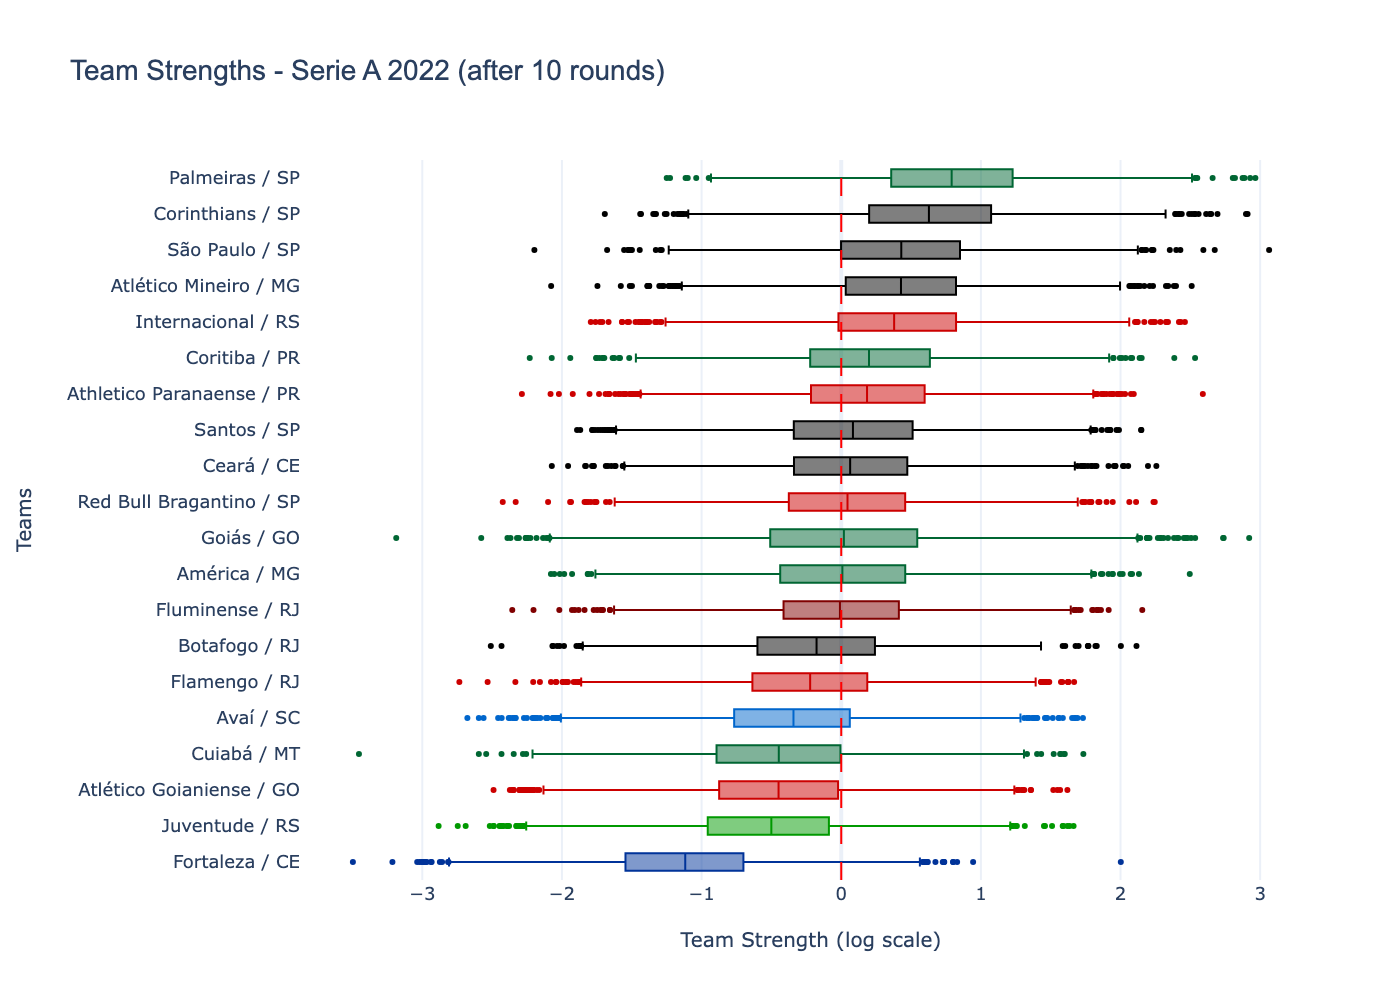 Team Strengths - Serie A 2022 (after 10 rounds)
Teams
Palmeiras / SP
Corinthians / SP
São Paulo / SP
Atlético Mineiro / MG
Internacional / RS
Coritiba / PR
Athletico Paranaense / PR
Santos / SP
Ceará / CE
Red Bull Bragantino / SP
Goiás / GO
América / MG
Fluminense / RJ
Botafogo / RJ
Flamengo / RJ
Avaí / SC
Cuiabá / MT
Atlético Goianiense / GO
Juventude / RS
Fortaleza / CE
−3 −2 −1 0 1 2 3
Team Strength (log scale)